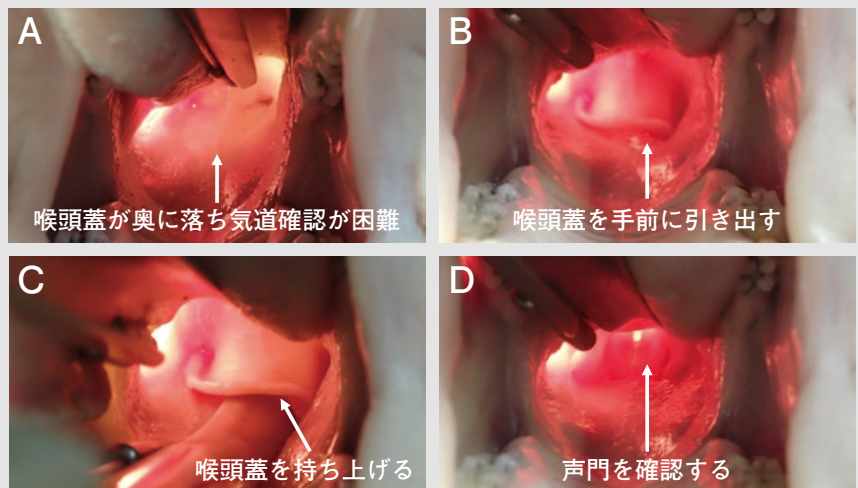 A
喉頭蓋が奥に落ち気道確認が困難
B
喉頭蓋を手前に引き出す
C
喉頭蓋を持ち上げる
D
声門を確認する